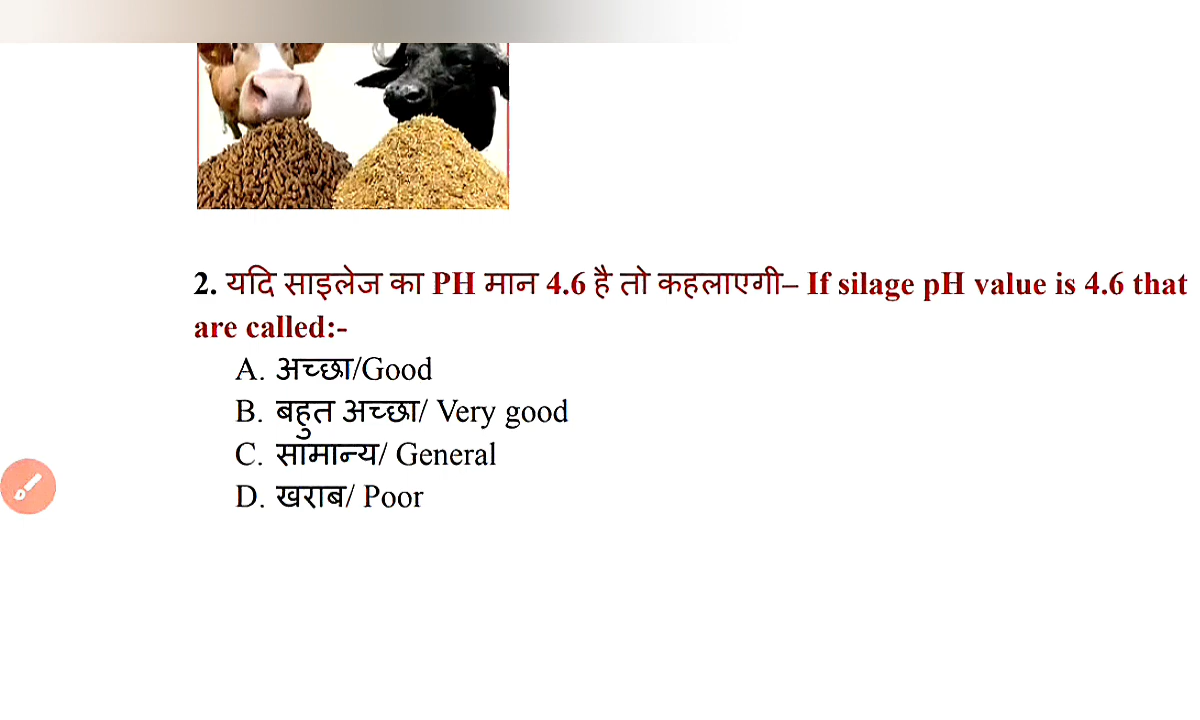 2. यदि साइलेज का PH मान 4.6 है तो कहलाएगी– If silage pH value is 4.6 that
are called:-
A. अच्छा/Good
B. बहुत अच्छा/ Very good
C. सामान्य/ General
D. खराब/ Poor